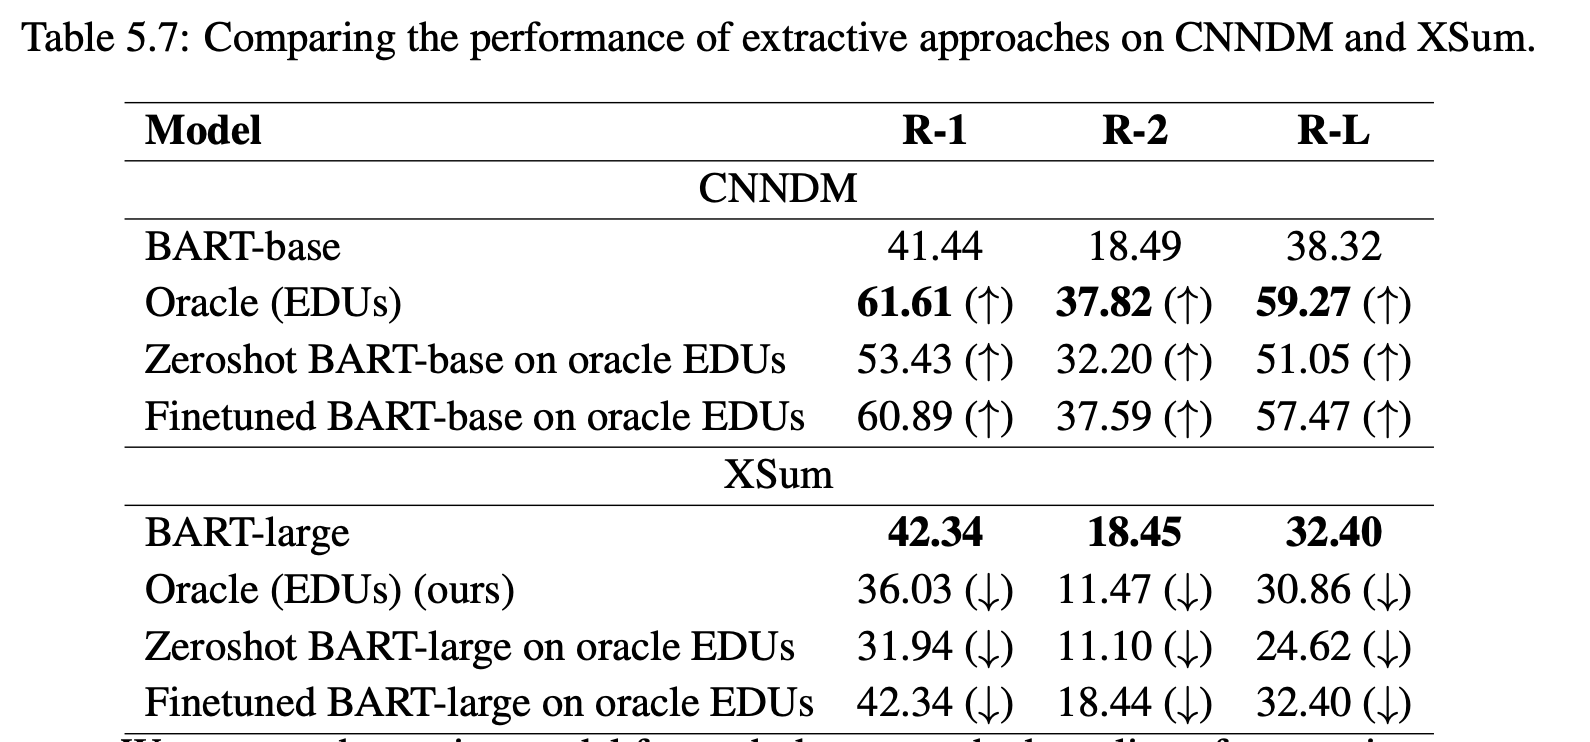 Table 5.7: Comparing the performance of extractive approaches on CNNDM and XSum.
Model R-1 R-2 R-L
CNNDM
BART-base 41.44 18.49 38.32
Oracle (EDUs) 61.61 (↑) 37.82 (↑) 59.27 (↑)
Zeroshot BART-base on oracle EDUs 53.43 (↑) 32.20 (↑) 51.05 (↑)
Finetuned BART-base on oracle EDUs 60.89 (↑) 37.59 (↑) 57.47 (↑)
XSum
BART-large 42.34 18.45 32.40
Oracle (EDUs) (ours) 36.03 (↓) 11.47 (↓) 30.86 (↓)
Zeroshot BART-large on oracle EDUs 31.94 (↓) 11.10 (↓) 24.62 (↓)
Finetuned BART-large on oracle EDUs 42.34 (↓) 18.44 (↓) 32.40 (↓)